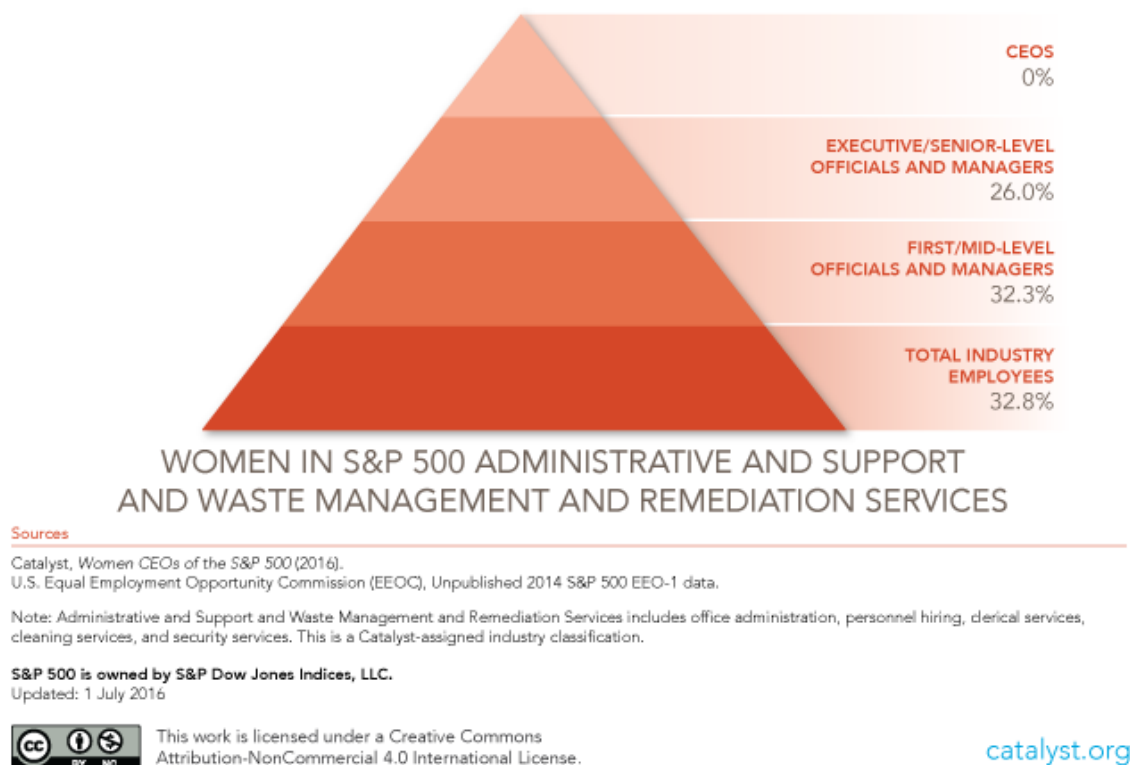 CEOS
0%
EXECUTIVE/SENIOR-LEVEL
OFFICIALS AND MANAGERS
26.0%
FIRST/MID-LEVEL
OFFICIALS AND MANAGERS
32.3%
TOTAL INDUSTRY
EMPLOYEES
32.8%
WOMEN IN S&P 500 ADMINISTRATIVE AND SUPPORT
AND WASTE MANAGEMENT AND REMEDIATION SERVICES
Sources
Catalyst, Women CEOs of the S&P 500 (2016).
U.S. Equal Employment Opportunity Commission (EEOC), Unpublished 2014 S&P 500 EEO-1 data.
Note: Administrative and Support and Waste Management and Remediation Services includes office administration, personnel hiring, clerical services,
cleaning services, and security services. This is a Catalyst-assigned industry classification.
S&P 500 is owned by S&P Dow Jones Indices, LLC.
Updated: 1 July 2016
cc
BY NC
This work is licensed under a Creative Commons
Attribution-NonCommercial 4.0 International License.
catalyst.org